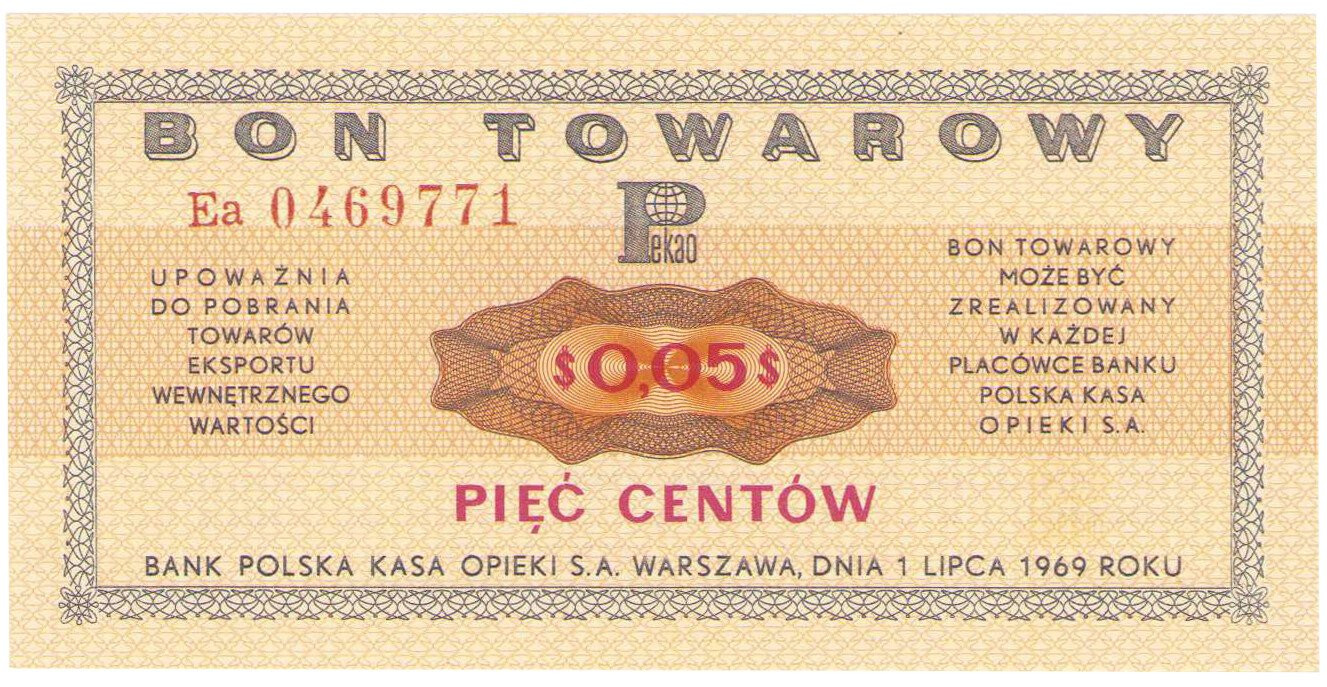 BON TOWAROWY
Ea 0469771
Pekao
UPOWAŻNIA
DO POBRANIA
TOWARÓW
EKSPORTU
WEWNĘTRZNEGO
WARTOŚCI
$0,05$
BON TOWAROWY
MOŻE BYĆ
ZREALIZOWANY
W KAŻDEJ
PLACÓWCE BANKU
POLSKA KASA
OPIEKI S.A.
PIĘĆ CENTÓW
BANK POLSKA KASA OPIEKI S.A. WARSZAWA, DNIA 1 LIPCA 1969 ROKU